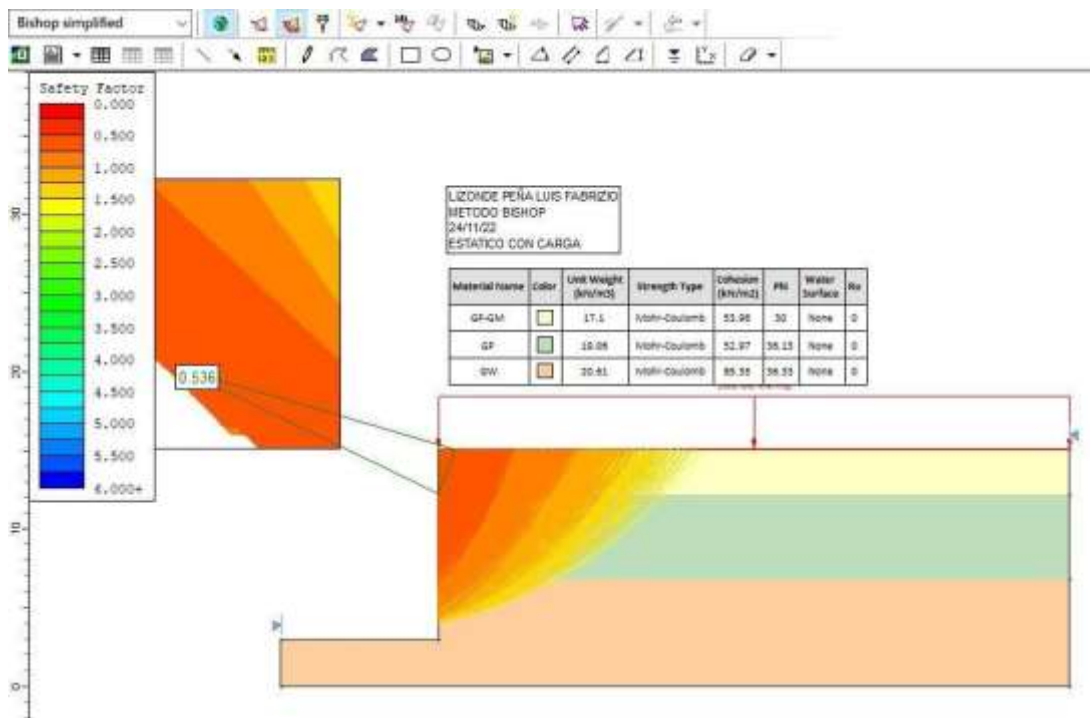 Bishop simplified
Safety Factor
0.000
0.500
1.000
1.500
2.000
2.500
3.000
3.500
4.000
4.500
5.000
5.500
6.000+
30
20
10
0
0.536
LIZONDE PEÑA LUIS FABRIZIO
METODO BISHOP
24/11/22
ESTATICO CON CARGA
Material Name Color Unit Weight (kN/m3) Strength Type Cohesion (kN/m2) Phi Water Surface Ru
GP-GM 17.1 Mohr-Coulomb 53.96 30 None 0
GP 19.06 Mohr-Coulomb 52.97 36.13 None 0
GW 20.61 Mohr-Coulomb 36.53 None 0